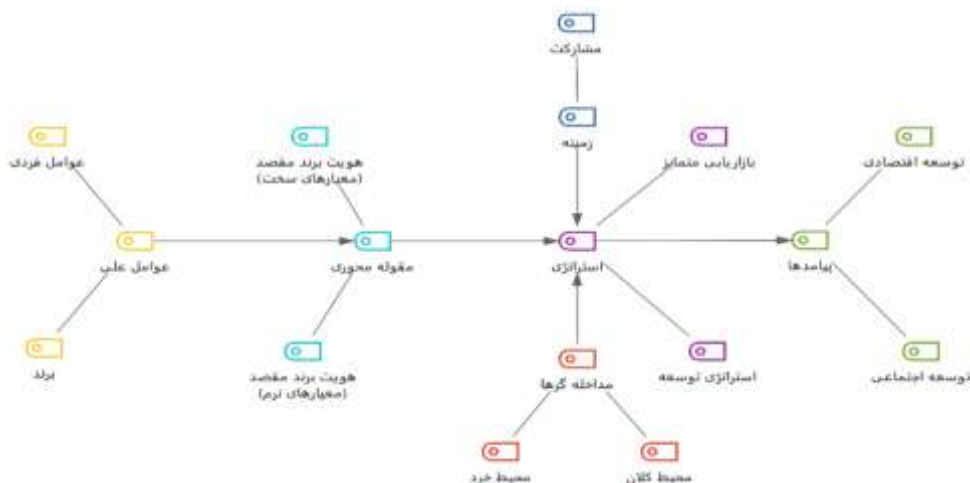 مشارکت
زمینه
عوامل فردی
هویت برند مقصد
(معیارهای سخت)
بازاریابی متمایز
توسعه اقتصادی
عوامل علی
مقوله محوری
استراتژی
پیامدها
برند
هویت برند مقصد
(معیارهای نرم)
مداخله گرها
استراتژی توسعه
توسعه اجتماعی
محیط خرد
محیط کلان